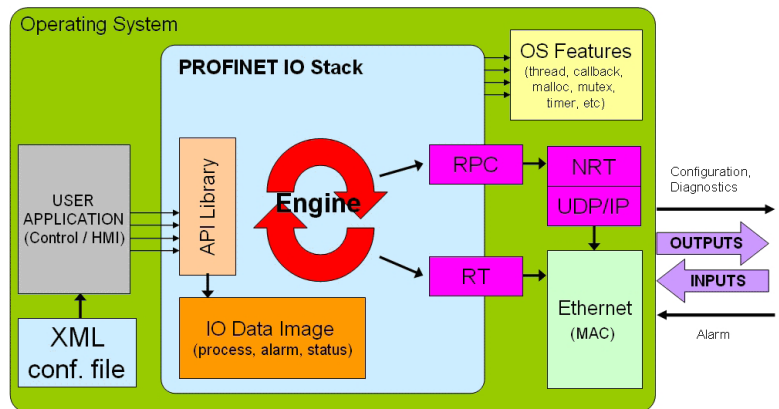 Operating System
PROFINET IO Stack
OS Features
(thread, callback,
malloc, mutex,
timer, etc)
USER
APPLICATION
(Control / HMI)
API Library
Engine
RPC
NRT
UDP/IP
RT
Ethernet
(MAC)
IO Data Image
(process, alarm, status)
XML
conf. file
Configuration,
Diagnostics
OUTPUTS
INPUTS
Alarm